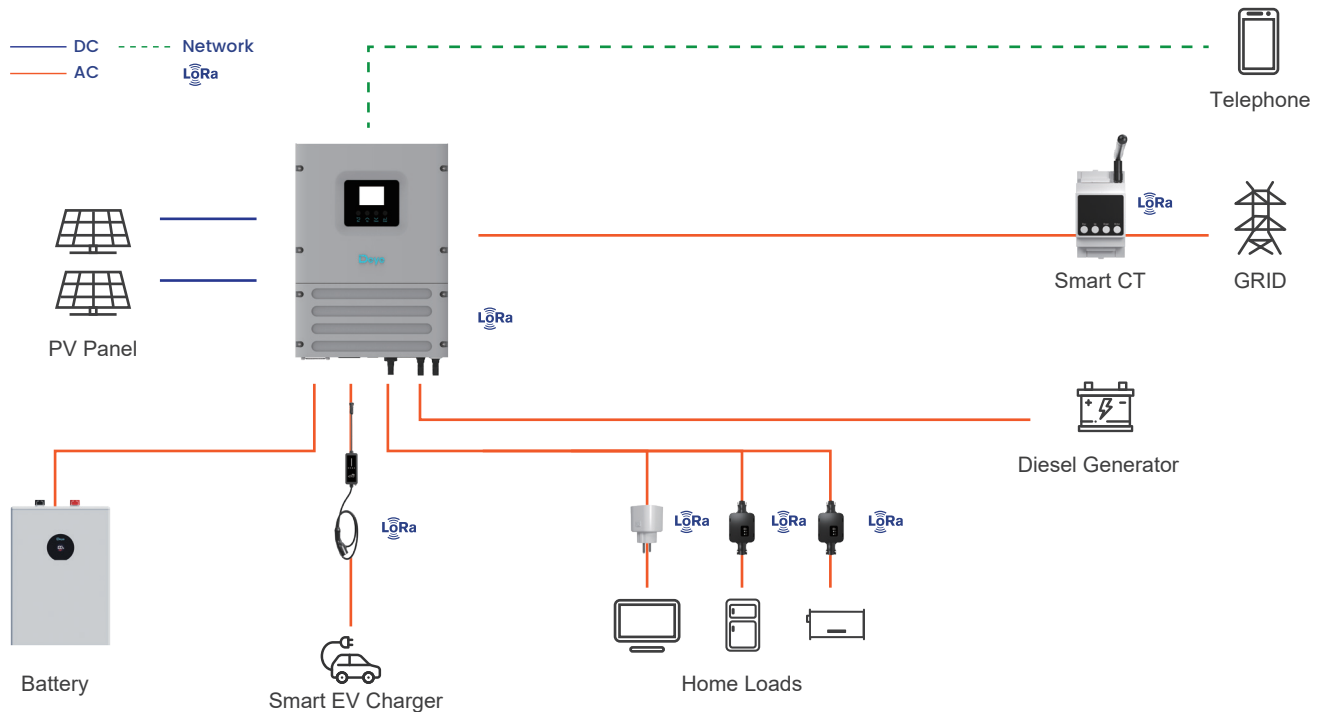 DC
Network
AC
LoRa
Telephone
LoRa
Smart CT
GRID
Deye
LoRa
PV Panel
+ -
Diesel Generator
LoRa
LoRa
LoRa
LoRa
Battery
Smart EV Charger
Home Loads